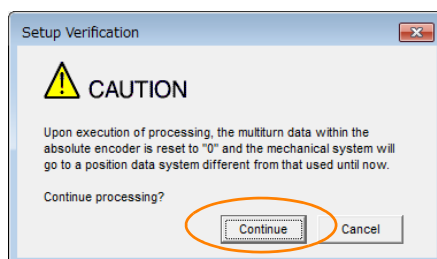 Setup Verification
CAUTION
Upon execution of processing, the multiturn data within the
absolute encoder is reset to "0" and the mechanical system will
go to a position data system different from that used until now.
Continue processing?
Continue
Cancel